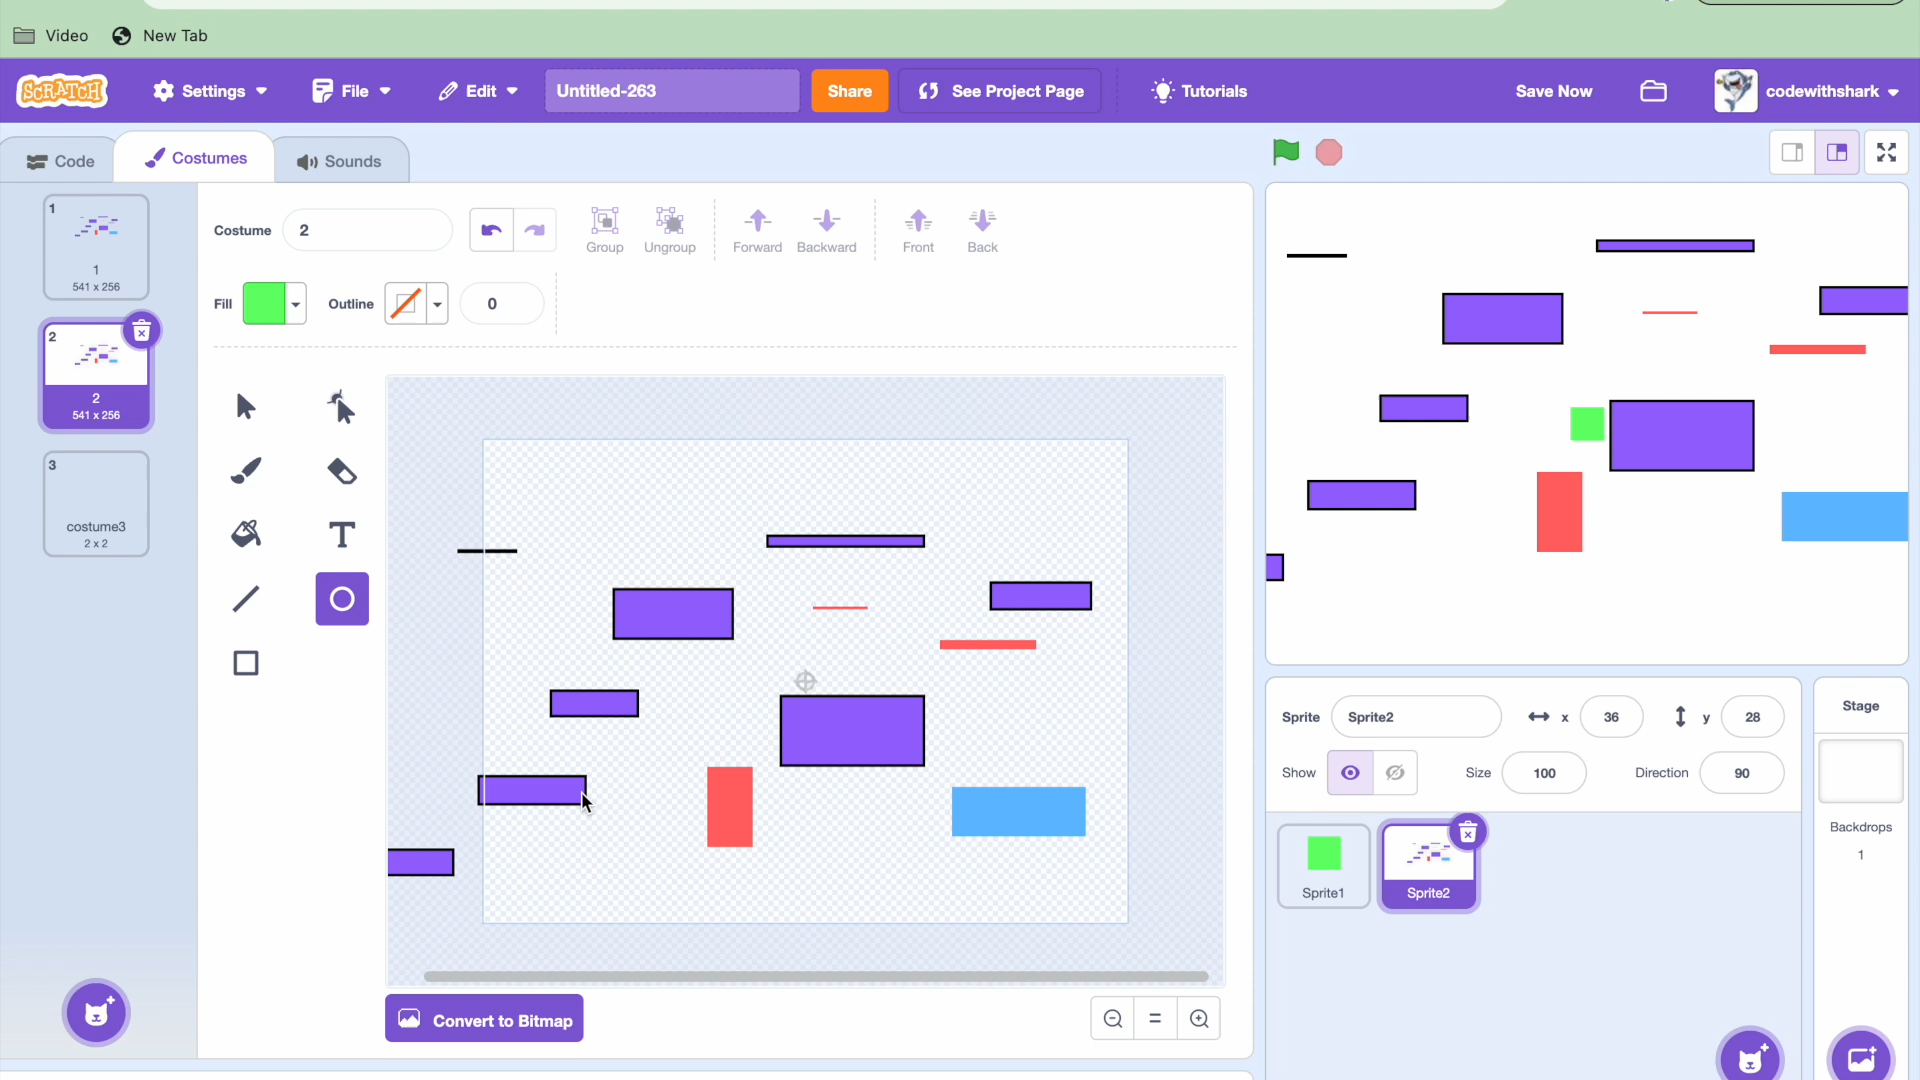 Video New Tab
SCRATCH Settings File Edit Untitled-263 Share See Project Page Tutorials Save Now codewithshark
Code Costumes Sounds
Costume 2 Group Ungroup Forward Backward Front Back
Fill Outline 0
1
1
541 x 256
2
2
541 x 256
3
costume3
2 x 2
T
Convert to Bitmap
=
Sprite Sprite2 x 36 y 28
Show Size 100 Direction 90
Sprite1
Sprite2
Stage
Backdrops
1